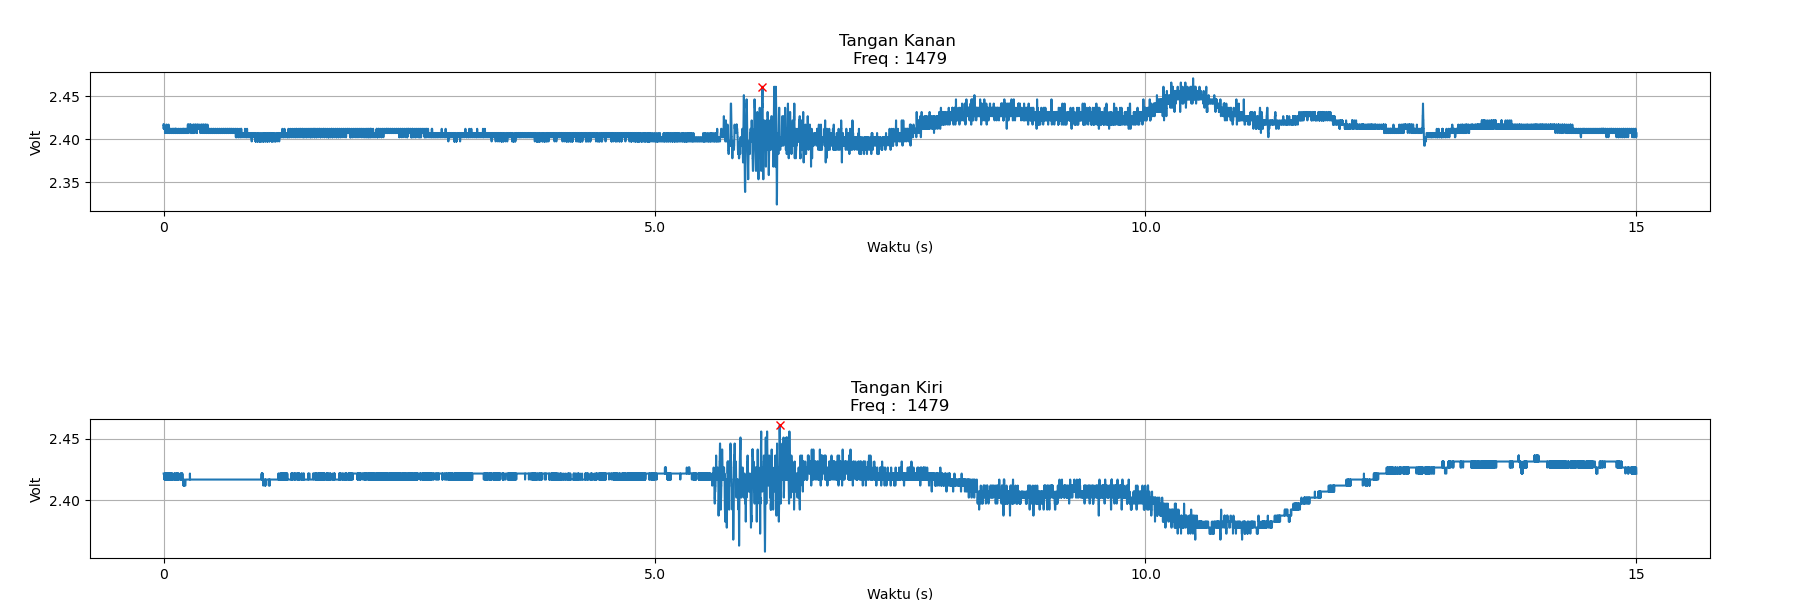 Tangan Kanan
Freq : 1479
2.45
2.40
2.35
Volt
0 5.0 10.0 15
Waktu (s)
Tangan Kiri
Freq :  1479
2.45
2.40
Volt
0 5.0 10.0 15
Waktu (s)